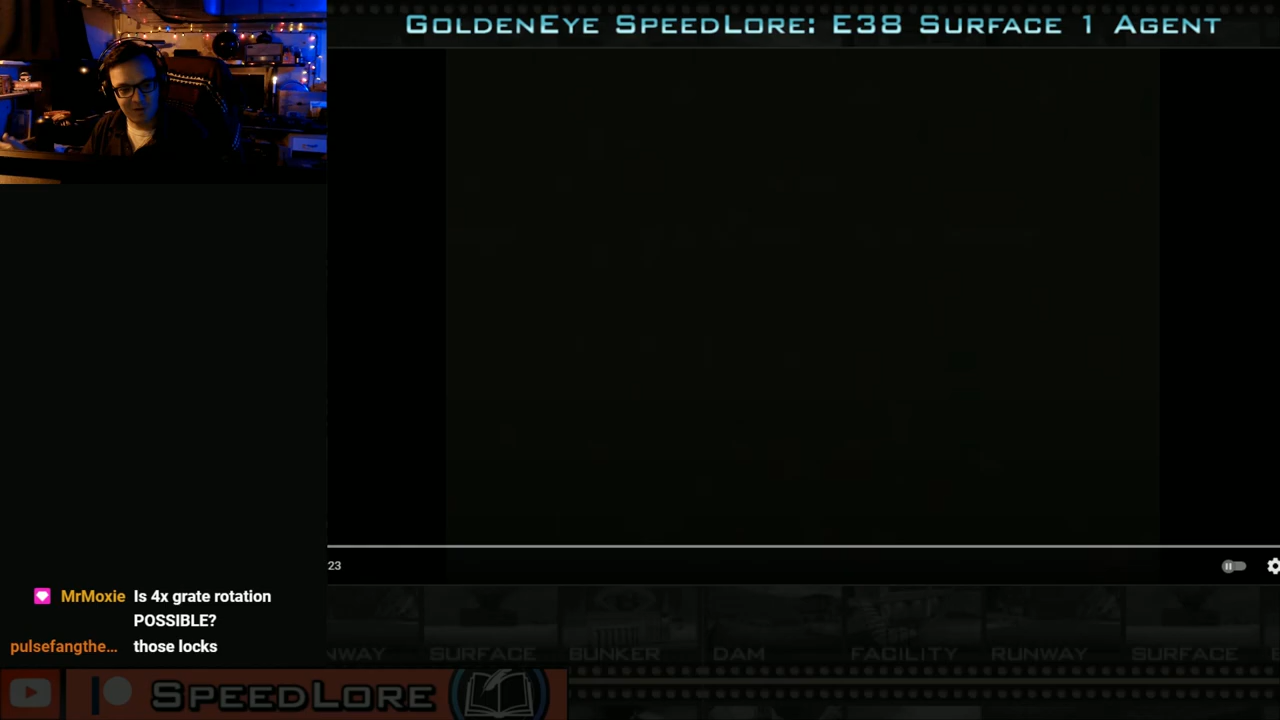 GoldenEye SpeedLore: E38 Surface 1 Agent
23
MrMoxie Is 4x grate rotation
POSSIBLE?
pulsefangthe… those locks
NWAY SURFACE BUNKER DAM FACILITY RUNWAY SURFACE
SpeedLore